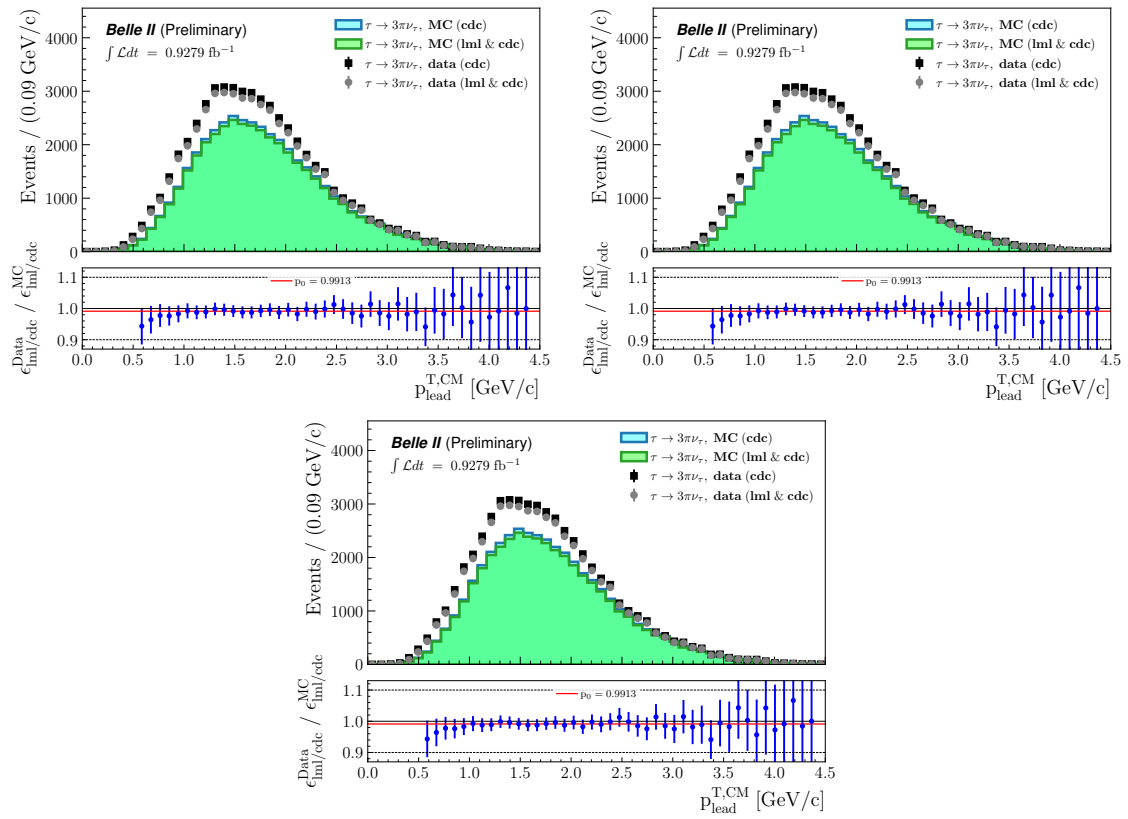 Belle II (Preliminary)
∫ ℒdt = 0.9279 fb⁻¹
τ → 3πν_τ, MC (cdc)
τ → 3πν_τ, MC (lml & cdc)
τ → 3πν_τ, data (cdc)
τ → 3πν_τ, data (lml & cdc)
Events / (0.09 GeV/c)
4000
3000
2000
1000
0
p₀ = 0.9913
ϵ^Data_lml/cdc / ϵ^MC_lml/cdc
1.1
1.0
0.9
0.0 0.5 1.0 1.5 2.0 2.5 3.0 3.5 4.0 4.5
p^T,CM_lead [GeV/c]
Belle II (Preliminary)
∫ ℒdt = 0.9279 fb⁻¹
τ → 3πν_τ, MC (cdc)
τ → 3πν_τ, MC (lml & cdc)
τ → 3πν_τ, data (cdc)
τ → 3πν_τ, data (lml & cdc)
Events / (0.09 GeV/c)
4000
3000
2000
1000
0
p₀ = 0.9913
ϵ^Data_lml/cdc / ϵ^MC_lml/cdc
1.1
1.0
0.9
0.0 0.5 1.0 1.5 2.0 2.5 3.0 3.5 4.0 4.5
p^T,CM_lead [GeV/c]
Belle II (Preliminary)
∫ ℒdt = 0.9279 fb⁻¹
τ → 3πν_τ, MC (cdc)
τ → 3πν_τ, MC (lml & cdc)
τ → 3πν_τ, data (cdc)
τ → 3πν_τ, data (lml & cdc)
Events / (0.09 GeV/c)
4000
3000
2000
1000
0
p₀ = 0.9913
ϵ^Data_lml/cdc / ϵ^MC_lml/cdc
1.1
1.0
0.9
0.0 0.5 1.0 1.5 2.0 2.5 3.0 3.5 4.0 4.5
p^T,CM_lead [GeV/c]